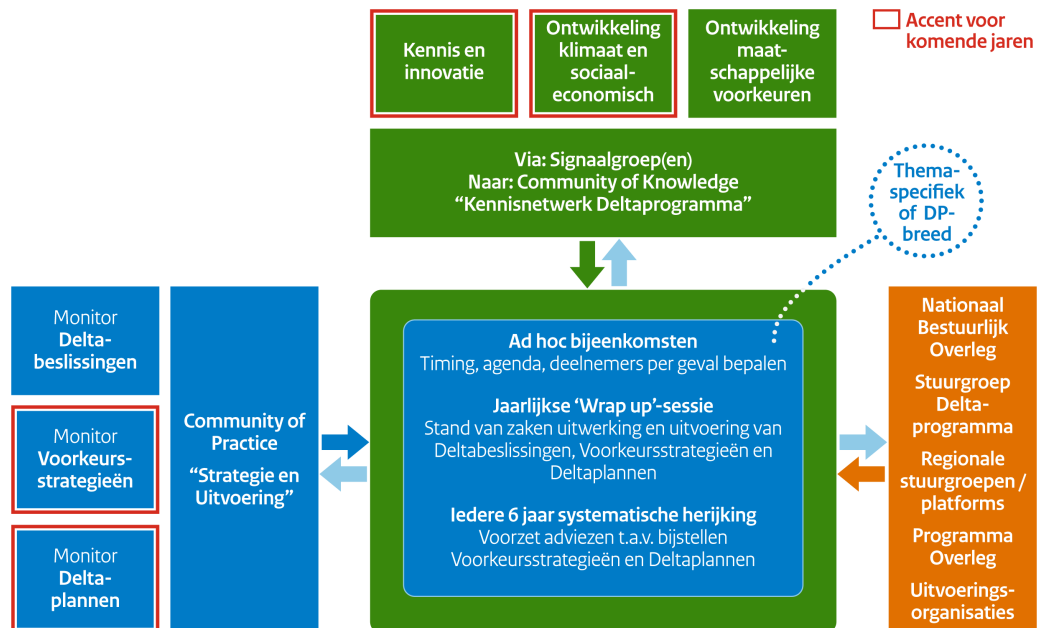 Kennis en
innovatie
Ontwikkeling
klimaat en
sociaal-
economisch
Ontwikkeling
maat-
schappelijke
voorkeuren
Accent voor
komende jaren
Via: Signaalgroep(en)
Naar: Community of Knowledge
“Kennisnetwerk Deltaprogramma”
Thema-
specifiek
of DP-
breed
Monitor
Delta-
beslissingen
Monitor
Voorkeurs-
strategieën
Monitor
Delta-
plannen
Community of
Practice
“Strategie en
Uitvoering”
Ad hoc bijeenkomsten
Timing, agenda, deelnemers per geval bepalen
Jaarlijkse ‘Wrap up’-sessie
Stand van zaken uitwerking en uitvoering van
Deltabeslissingen, Voorkeursstrategieën en
Deltaplannen
Iedere 6 jaar systematische herijking
Voorzet adviezen t.a.v. bijstellen
Voorkeursstrategieën en Deltaplannen
Nationaal
Bestuurlijk
Overleg
Stuurgroep
Delta-
programma
Regionale
stuurgroepen /
platforms
Programma
Overleg
Uitvoerings-
organisaties